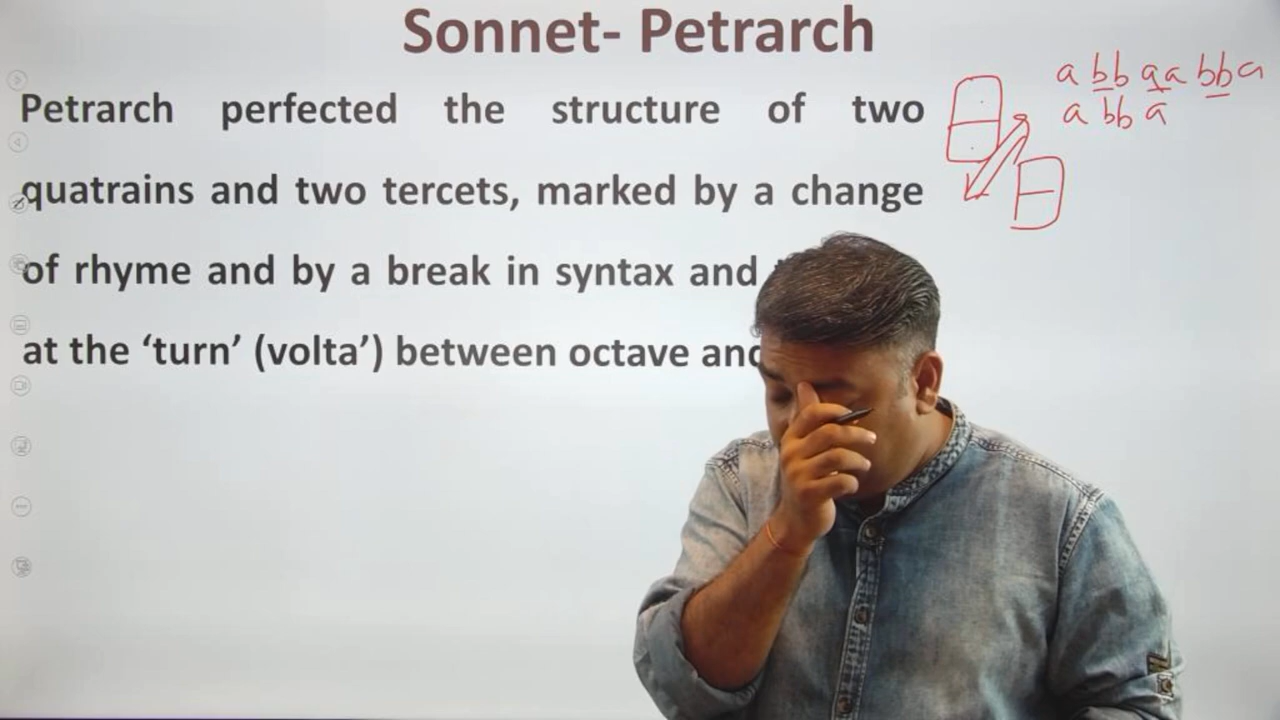 Sonnet- Petrarch
Petrarch perfected the structure of two
quatrains and two tercets, marked by a change
of rhyme and by a break in syntax and
at the ‘turn’ (volta’) between octave and
a bb aa bb a
a bb a